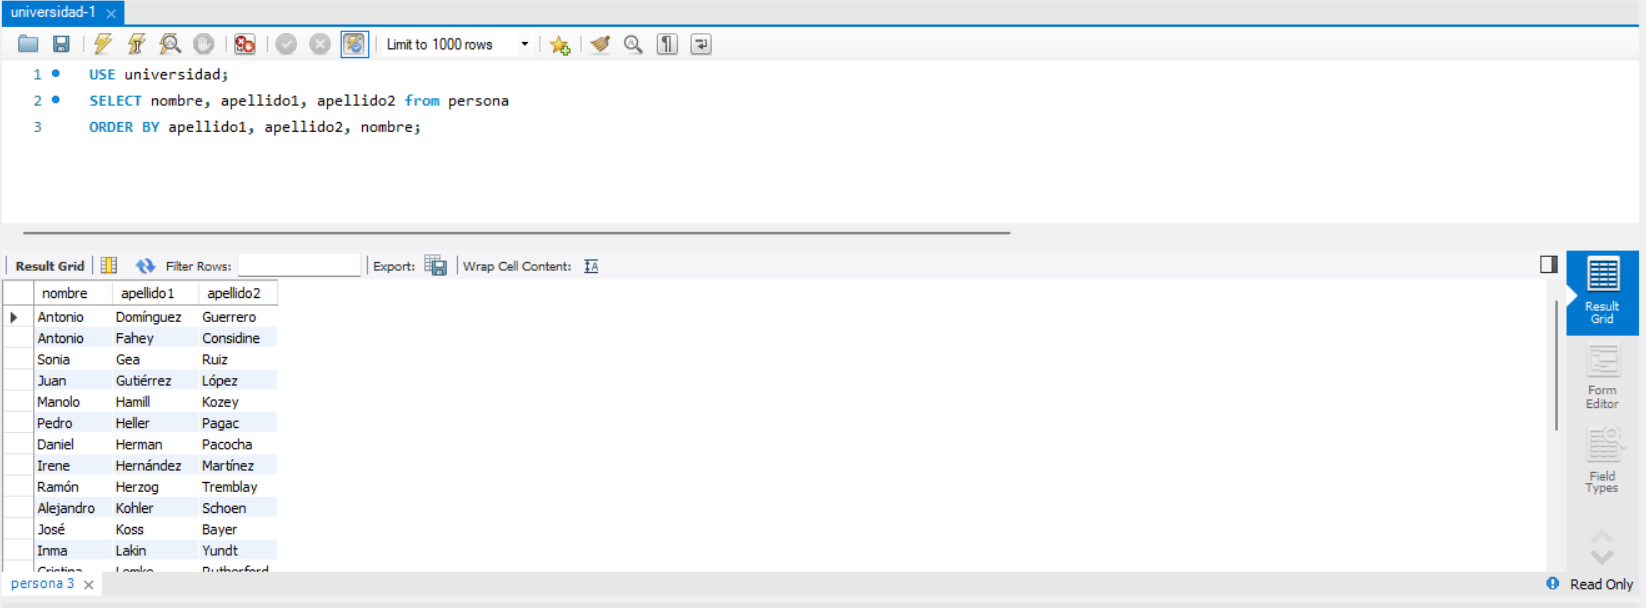 universidad-1
Limit to 1000 rows
1 USE universidad;
2 SELECT nombre, apellido1, apellido2 from persona
3 ORDER BY apellido1, apellido2, nombre;
Result Grid Filter Rows: Export: Wrap Cell Content:
nombre apellido1 apellido2
Antonio Domínguez Guerrero
Antonio Fahey Considine
Sonia Gea Ruiz
Juan Gutiérrez López
Manolo Hamill Kozey
Pedro Heller Pagac
Daniel Herman Pacocha
Irene Hernández Martínez
Ramón Herzog Tremblay
Alejandro Kohler Schoen
José Koss Bayer
Inma Lakin Yundt
Cristina Lemke Rutherford
Result
Grid
Form
Editor
Field
Types
persona 3
Read Only